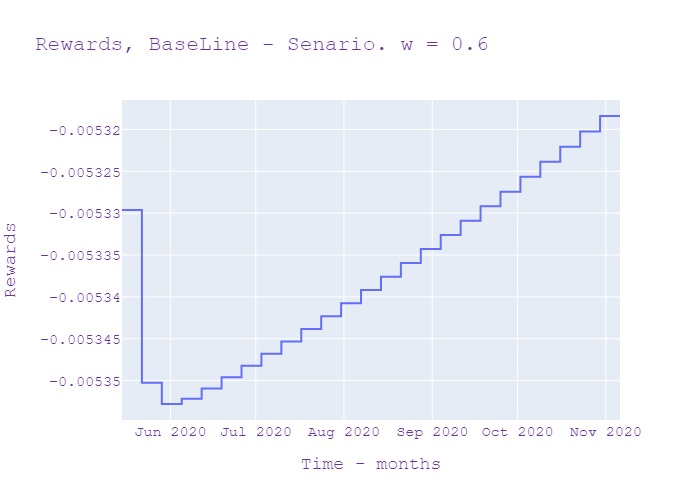 Rewards, BaseLine - Senario. w = 0.6
Rewards
-0.00532
-0.005325
-0.00533
-0.005335
-0.00534
-0.005345
-0.00535
Jun 2020 Jul 2020 Aug 2020 Sep 2020 Oct 2020 Nov 2020
Time - months